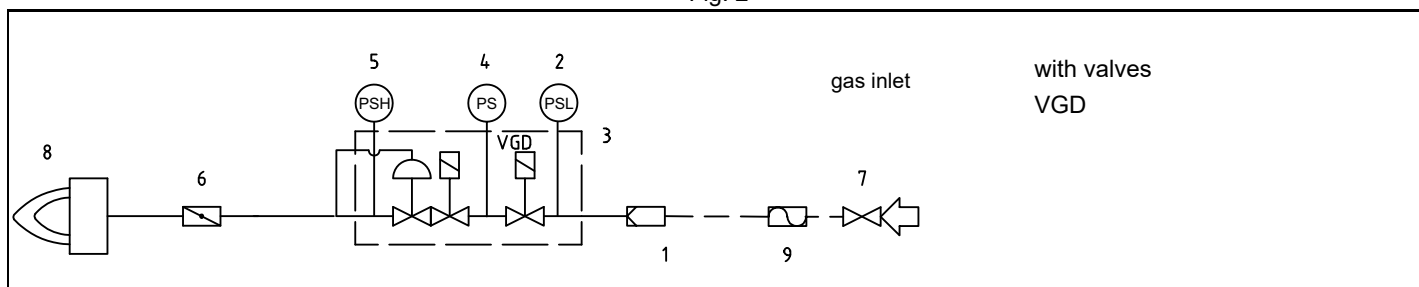 Fig. 2
5 4 2
gas inlet
with valves
VGD
PSH PS PSL
VGD 3
8
6
7
1 9